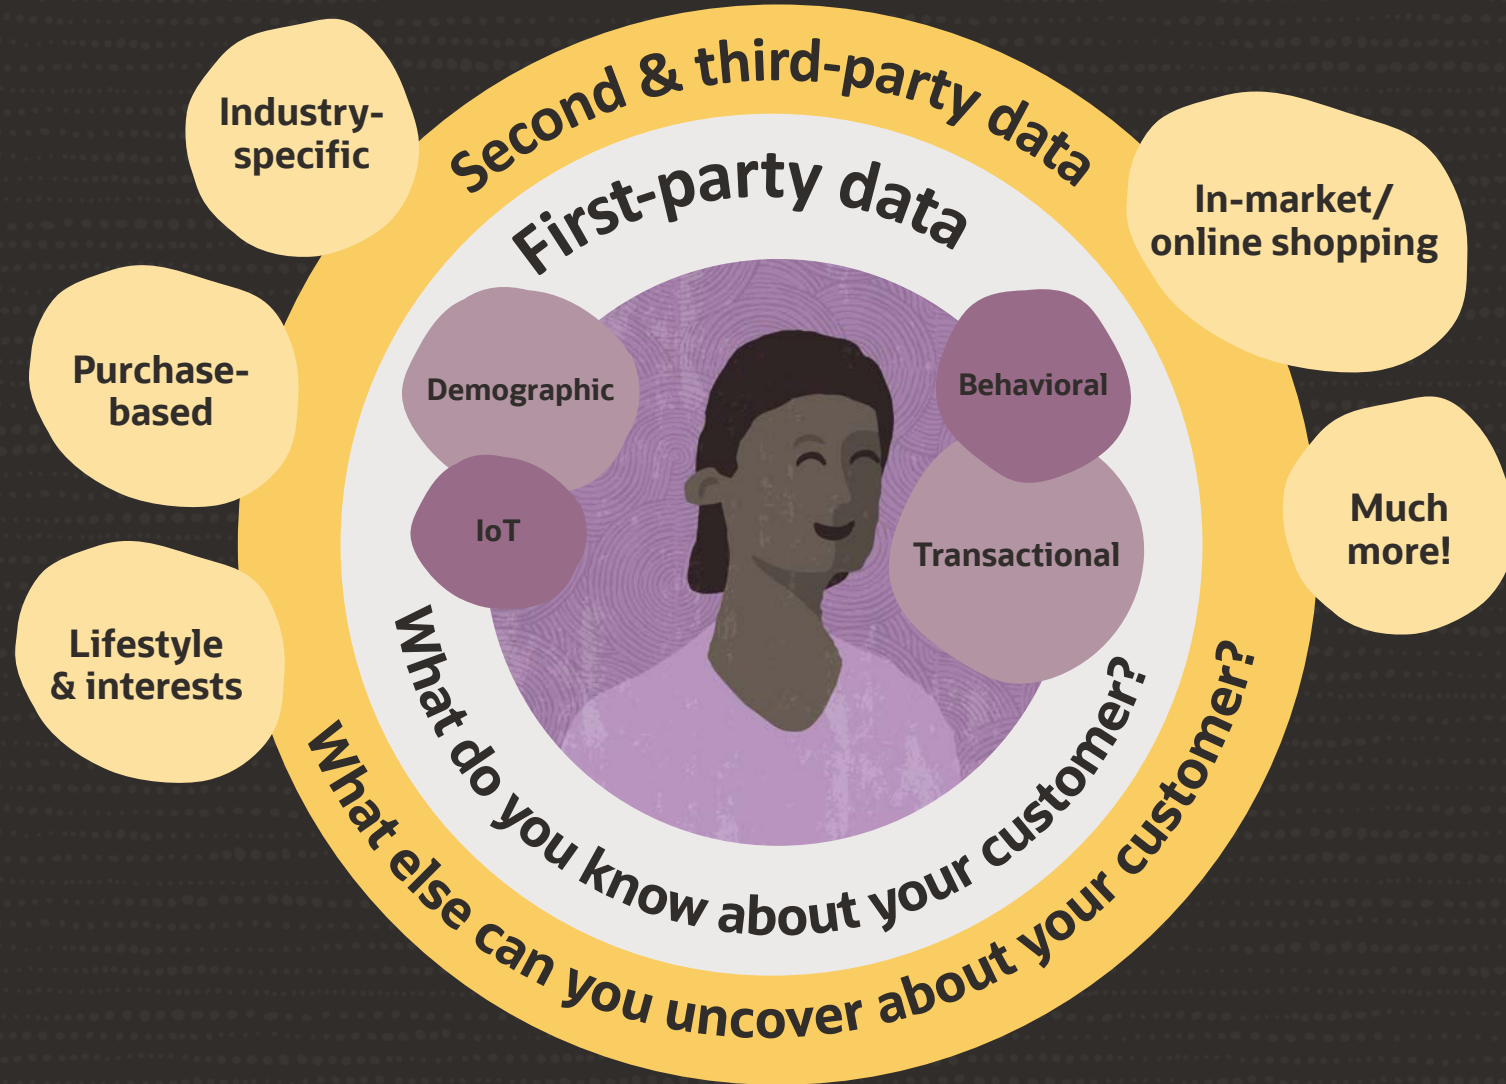 Second & third-party data
First-party data
Industry-
specific
Purchase-
based
Lifestyle
& interests
In-market/
online shopping
Much
more!
Demographic
IoT
Behavioral
Transactional
What do you know about your customer?
What else can you uncover about your customer?